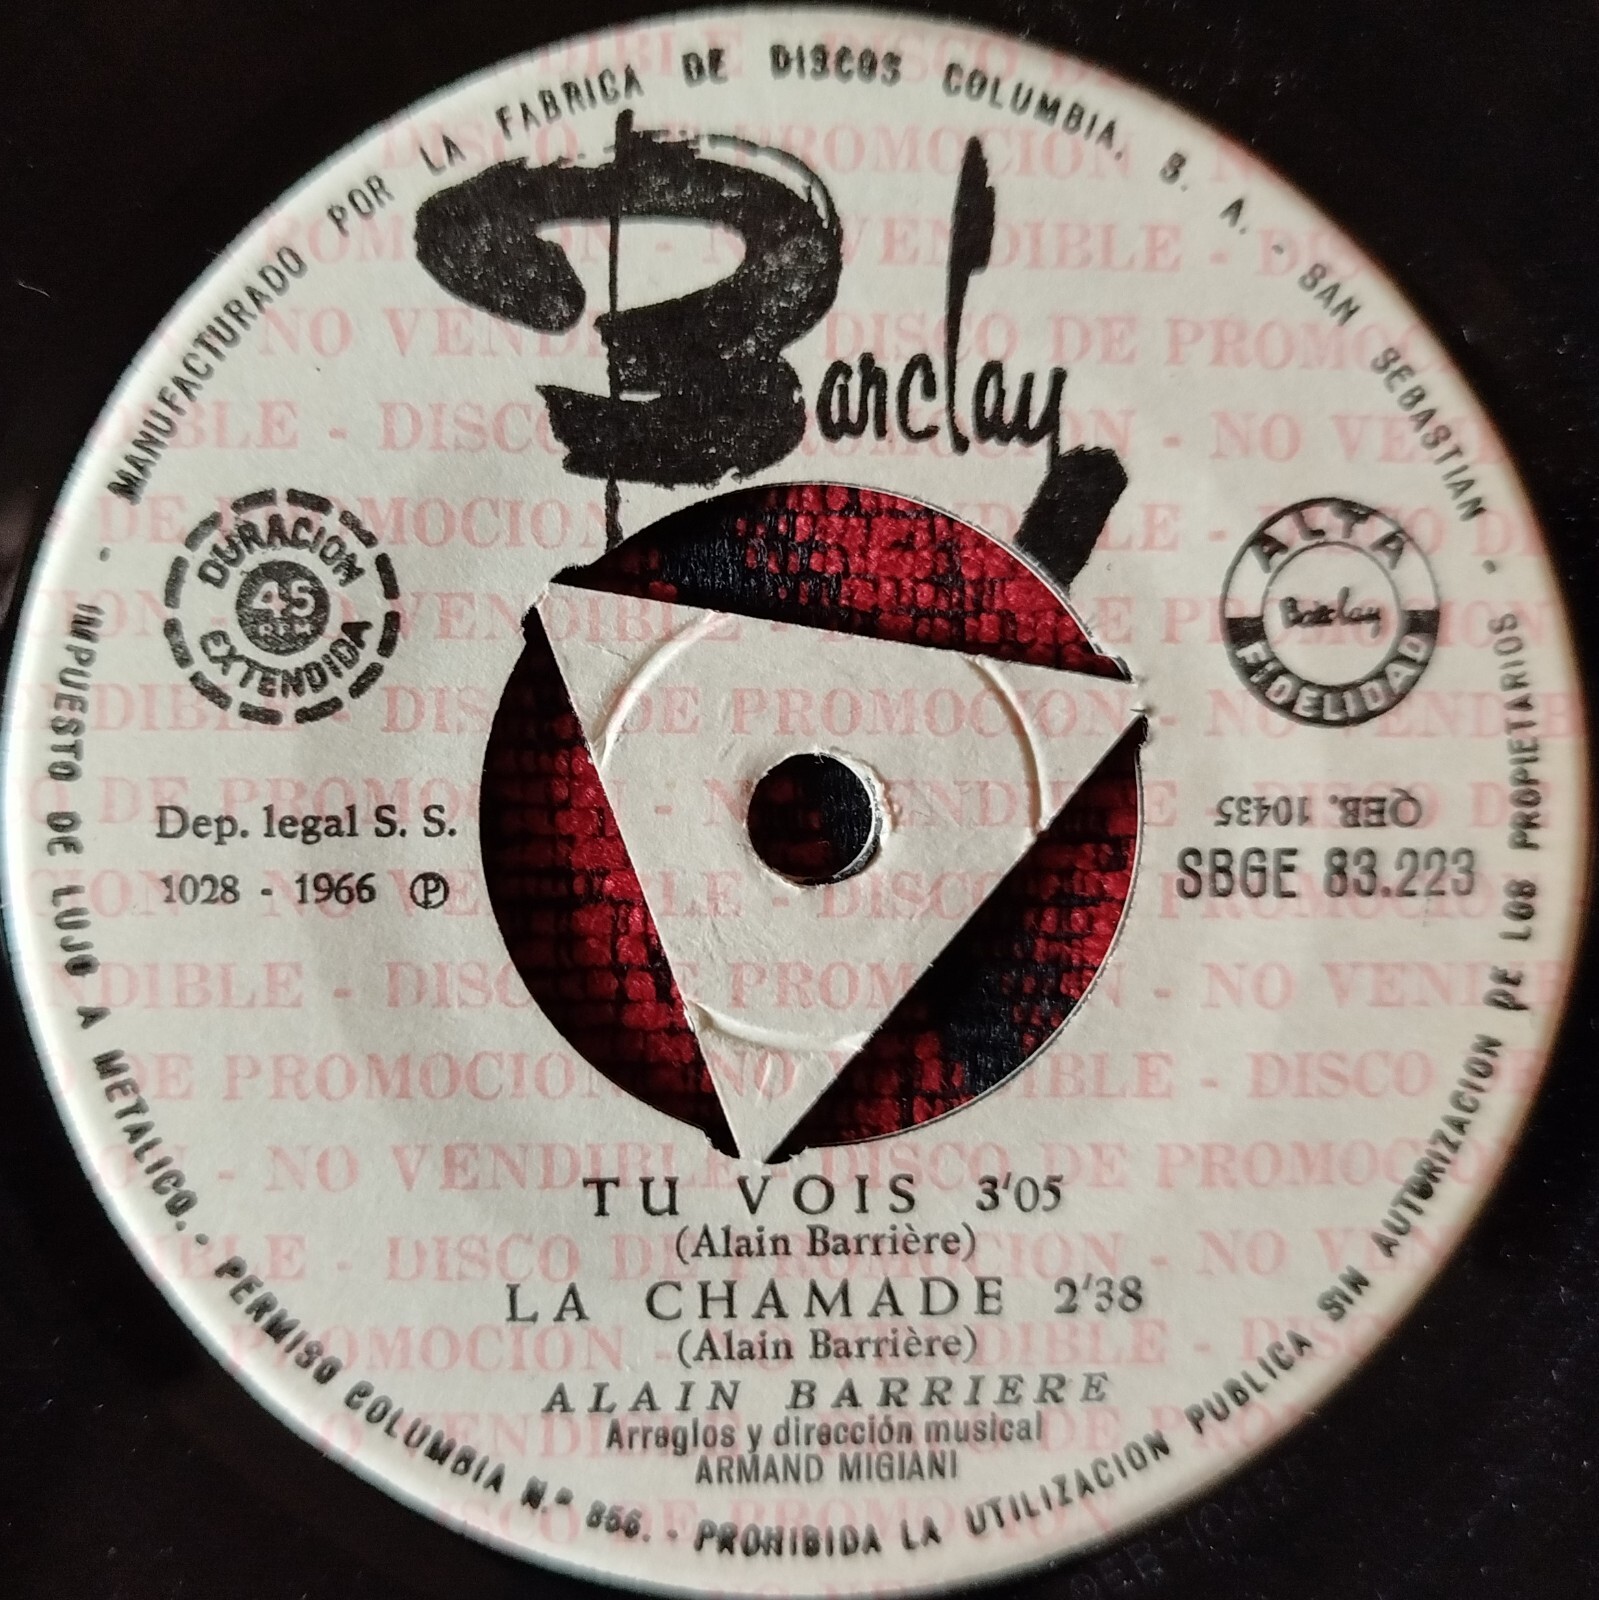 MANUFACTURADO POR LA FABRICA DE DISCOS COLUMBIA. S. A. - SAN SEBASTIAN - IMPUESTO DE LUJO A METALICO. - PERMISO COLUMBIA N.º 856. - PROHIBIDA LA UTILIZACION PUBLICA SIN AUTORIZACION DE LOS PROPIETARIOS -
Barclay
DURACION
45
RPM
EXTENDIDA
ALTA
Barclay
FIDELIDAD
Dep. legal S. S.
1028 - 1966 Ⓟ
QEB. 10435
SBGE 83.223
TU VOIS 3'05
(Alain Barrière)
LA CHAMADE 2'38
(Alain Barrière)
ALAIN BARRIERE
Arreglos y dirección musical
ARMAND MIGIANI
DISCO DE PROMOCION - NO VENDIBLE